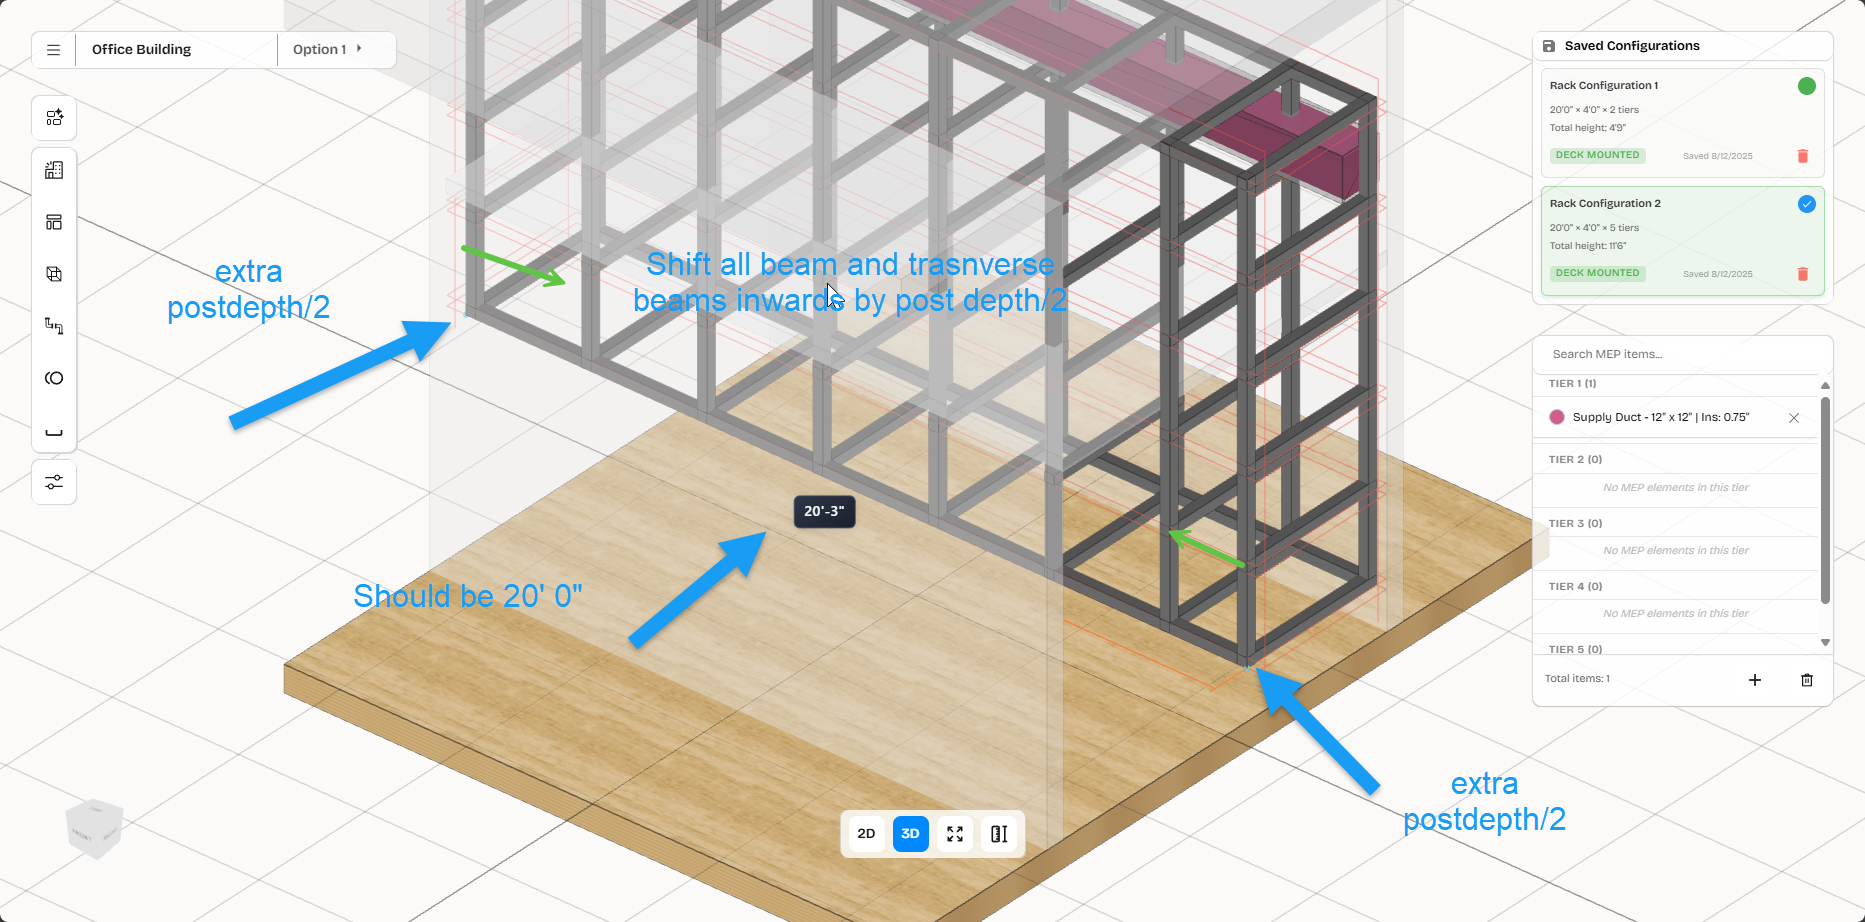 Office Building
Option 1
Saved Configurations
Rack Configuration 1
20'0" × 4'0" × 2 tiers
Total height: 4'9"
DECK MOUNTED
Saved 8/12/2025
Rack Configuration 2
20'0" × 4'0" × 5 tiers
Total height: 11'6"
DECK MOUNTED
Saved 8/12/2025
extra
postdepth/2
Shift all beam and trasnverse
beams inwards by post depth/2
Search MEP items...
TIER 1 (1)
Supply Duct - 12" x 12" | Ins: 0.75"
TIER 2 (0)
No MEP elements in this tier
TIER 3 (0)
No MEP elements in this tier
TIER 4 (0)
No MEP elements in this tier
TIER 5 (0)
Total items: 1
20'-3"
Should be 20' 0"
extra
postdepth/2
2D
3D
FRONT